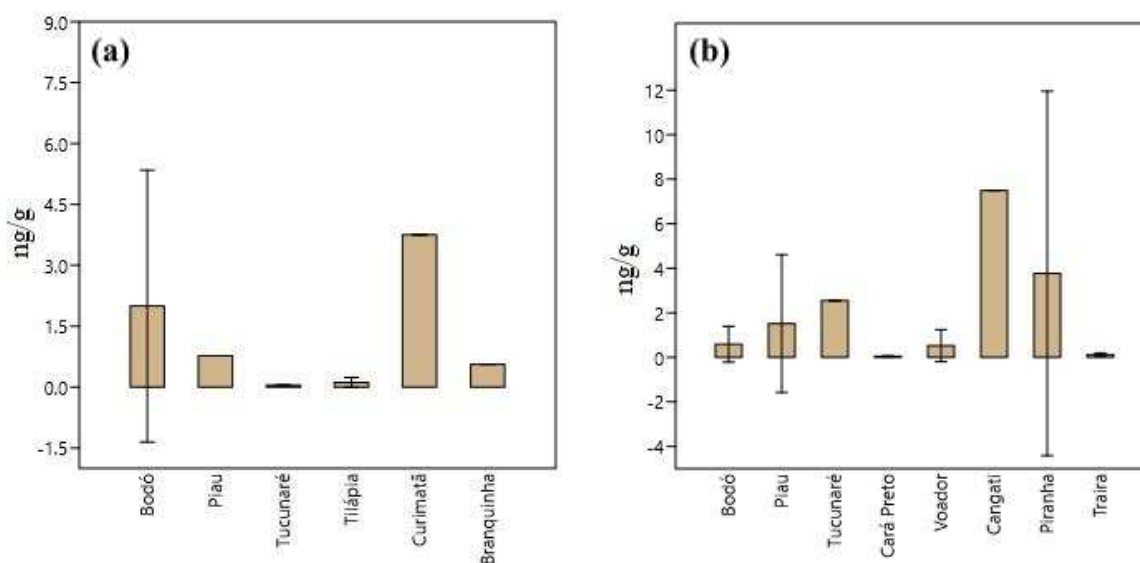 (a)
9.0
7.5
6.0
4.5
3.0
1.5
0.0
-1.5
ng/g
Bodó
Piau
Tucunaré
Tilápia
Curimatã
Branquinha
(b)
12
10
8
6
4
2
0
-2
-4
ng/g
Bodó
Piau
Tucunaré
Cará Preto
Voador
Cangati
Piranha
Traira